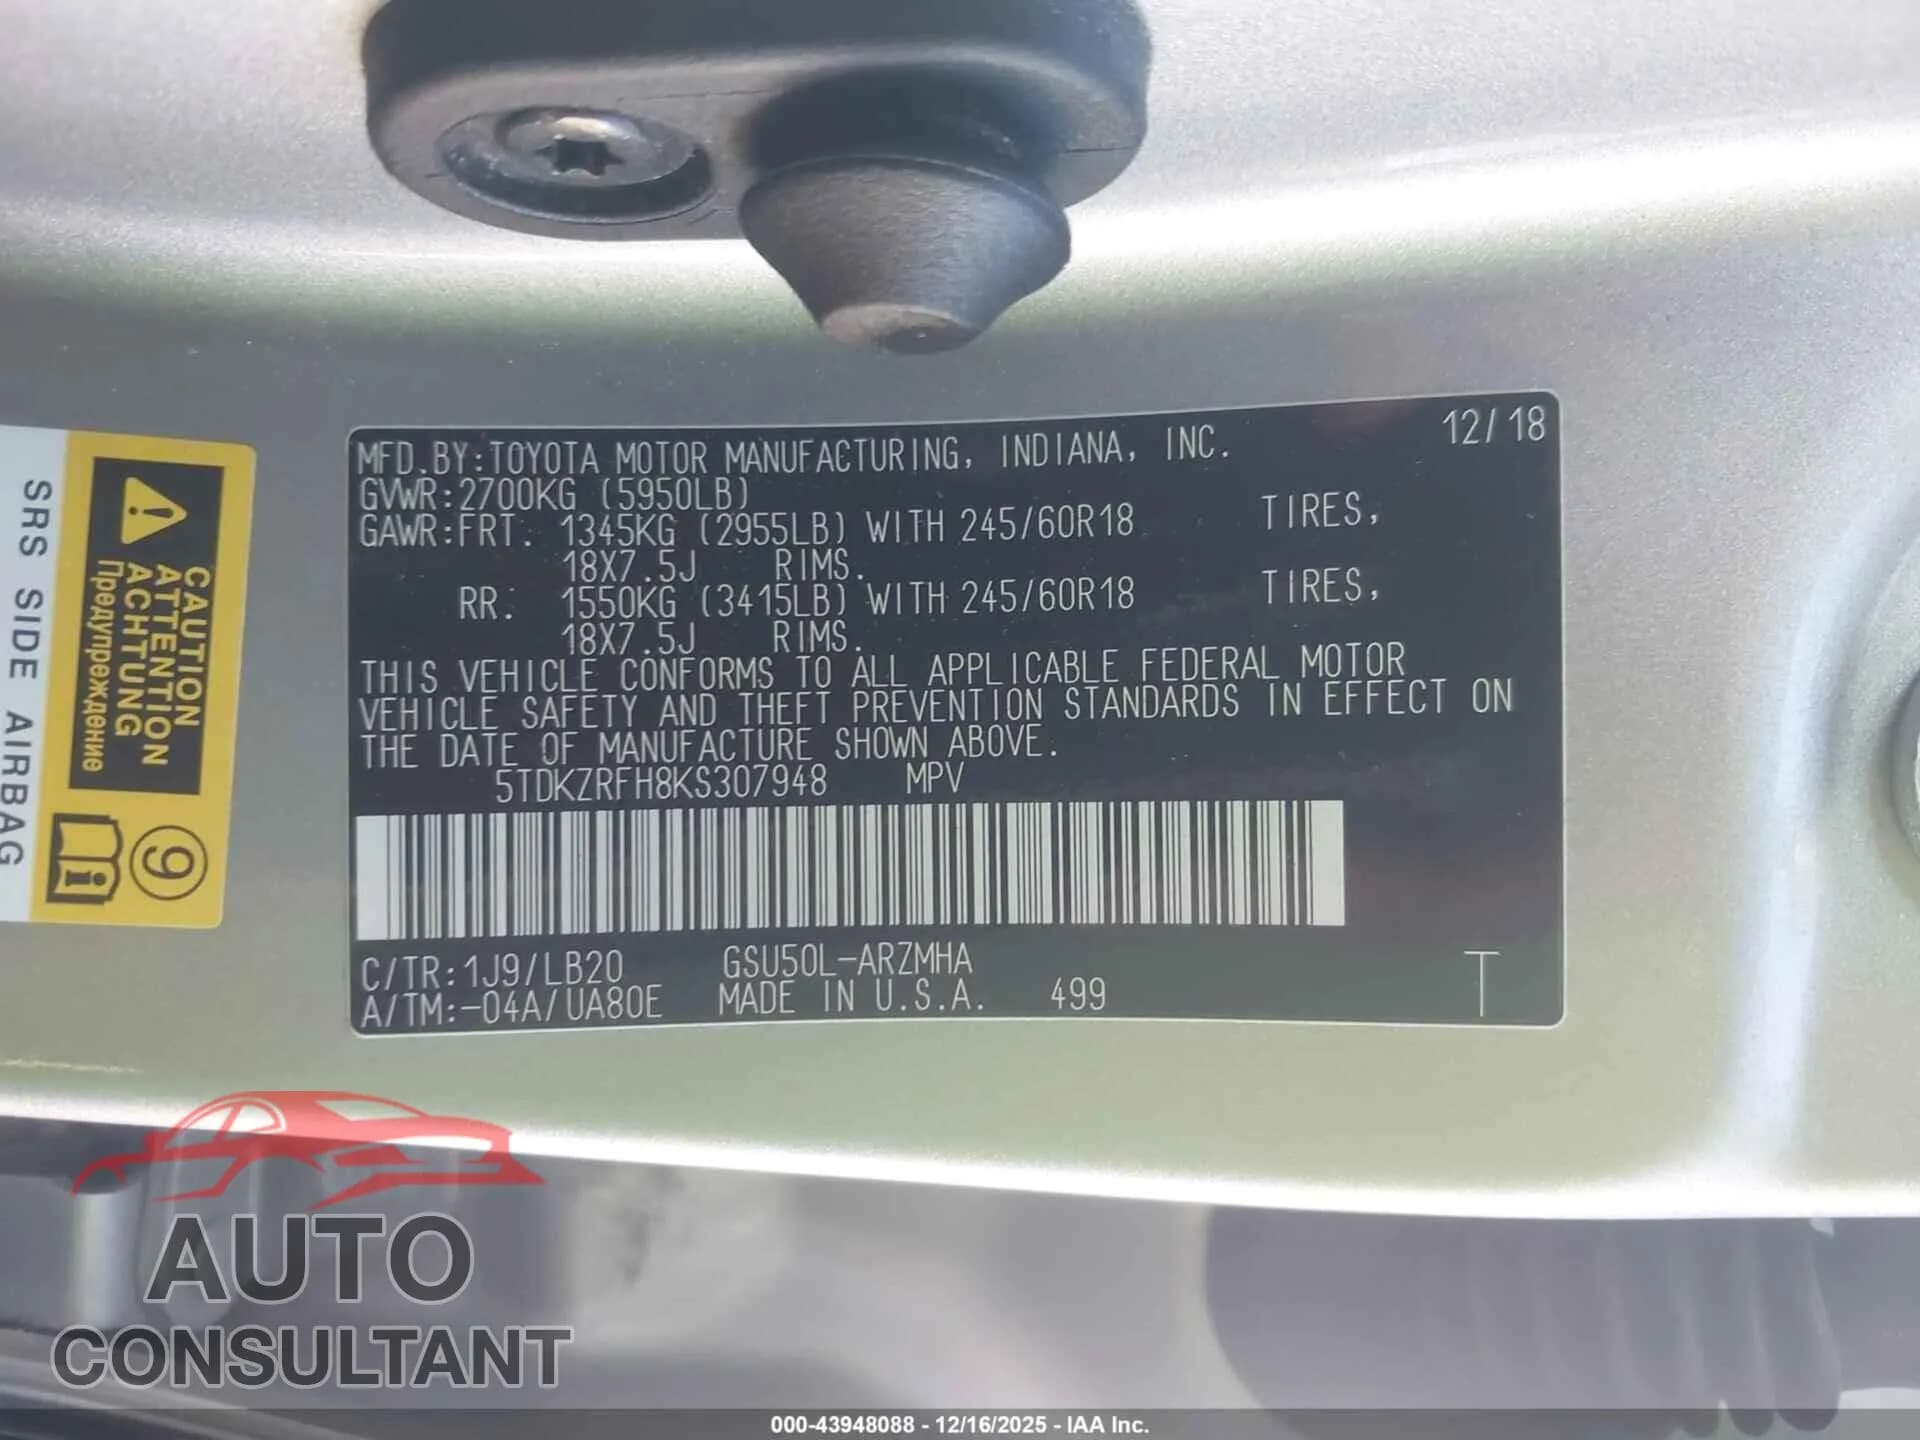 MFD.BY:TOYOTA MOTOR MANUFACTURING, INDIANA, INC. 12/18
GVWR:2700KG (5950LB)
GAWR:FRT. 1345KG (2955LB) WITH 245/60R18 TIRES,
18X7.5J RIMS.
RR. 1550KG (3415LB) WITH 245/60R18 TIRES,
18X7.5J RIMS.
THIS VEHICLE CONFORMS TO ALL APPLICABLE FEDERAL MOTOR
VEHICLE SAFETY AND THEFT PREVENTION STANDARDS IN EFFECT ON
THE DATE OF MANUFACTURE SHOWN ABOVE.
5TDKZRFH8KS307948 MPV
C/TR:1J9/LB20 GSU50L-ARZMHA
A/TM:-04A/UA80E MADE IN U.S.A. 499 T
CAUTION
ATTENTION
ACHTUNG
Предупреждение
9
i
SRS SIDE AIRBAG
AUTO
CONSULTANT
000-43948088 - 12/16/2025 - IAA Inc.